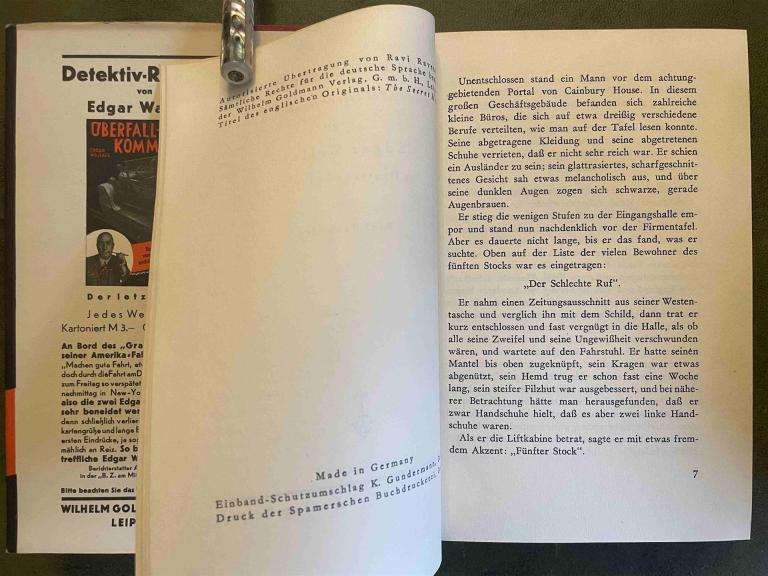 Detektiv-R
von
Edgar Wa
ÜBERFALL-
KOMM
Der letz
Jedes We
Kartoniert M 3.–
An Bord des „Gra
seiner Amerika-Fah
„Machen gute Fahrt, et
doch durch die Fahrt am D
zum Freitag so verspätet
nachmittag in New-Yor
also die zwei Edga
sehr beneidet wer
denn schließlich verlier
kartengrüße und lange B
ersten Eindrücke, ja sog
mählich an Reiz. So b
treffliche Edgar W
Berichterstatter A
in der „B. Z. am Mi
Bitte beachten Sie das
WILHELM GOL
LEIP
Autorisierte Übertragung von Ravi Rav
Sämtliche Rechte für die deutsche Sprache
der Wilhelm Goldmann Verlag, G. m. b. H.,
Titel des englischen Originals: The Secret
Made in Germany
Einband-Schutzumschlag K. Gundermann,
Druck der Spamerschen Buchdruckerei,
Unentschlossen stand ein Mann vor dem achtung-
gebietenden Portal von Cainbury House. In diesem
großen Geschäftsgebäude befanden sich zahlreiche
kleine Büros, die sich auf etwa dreißig verschiedene
Berufe verteilten, wie man auf der Tafel lesen konnte.
Seine abgetragene Kleidung und seine abgetretenen
Schuhe verrieten, daß er nicht sehr reich war. Er schien
ein Ausländer zu sein; sein glattrasiertes, scharfgeschnit-
tenes Gesicht sah etwas melancholisch aus, und über
seine dunklen Augen zogen sich schwarze, gerade
Augenbrauen.
Er stieg die wenigen Stufen zu der Eingangshalle em-
por und stand nun nachdenklich vor der Firmentafel.
Aber es dauerte nicht lange, bis er das fand, was er
suchte. Oben auf der Liste der vielen Bewohner des
fünften Stocks war es eingetragen:
„Der Schlechte Ruf“.
Er nahm einen Zeitungsausschnitt aus seiner Westen-
tasche und verglich ihn mit dem Schild, dann trat er
kurz entschlossen und fast vergnügt in die Halle, als ob
alle seine Zweifel und seine Ungewißheit verschwunden
wären, und wartete auf den Fahrstuhl. Er hatte seinen
Mantel bis oben zugeknöpft, sein Kragen war etwas
abgenützt, sein Hemd trug er schon fast eine Woche
lang, sein steifer Filzhut war ausgebessert, und bei nähe-
rer Betrachtung hätte man herausgefunden, daß er
zwar Handschuhe hielt, daß es aber zwei linke Hand-
schuhe waren.
Als er die Liftkabine betrat, sagte er mit etwas frem-
dem Akzent: „Fünfter Stock“.
7